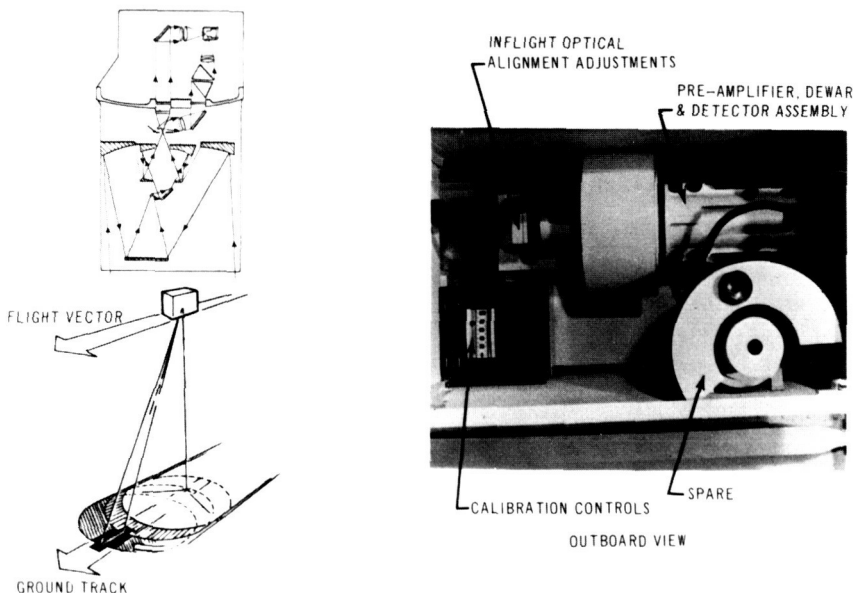 INFLIGHT OPTICAL
ALIGNMENT ADJUSTMENTS
PRE-AMPLIFIER, DEWAR
& DETECTOR ASSEMBLY
FLIGHT VECTOR
CALIBRATION CONTROLS
SPARE
OUTBOARD VIEW
GROUND TRACK